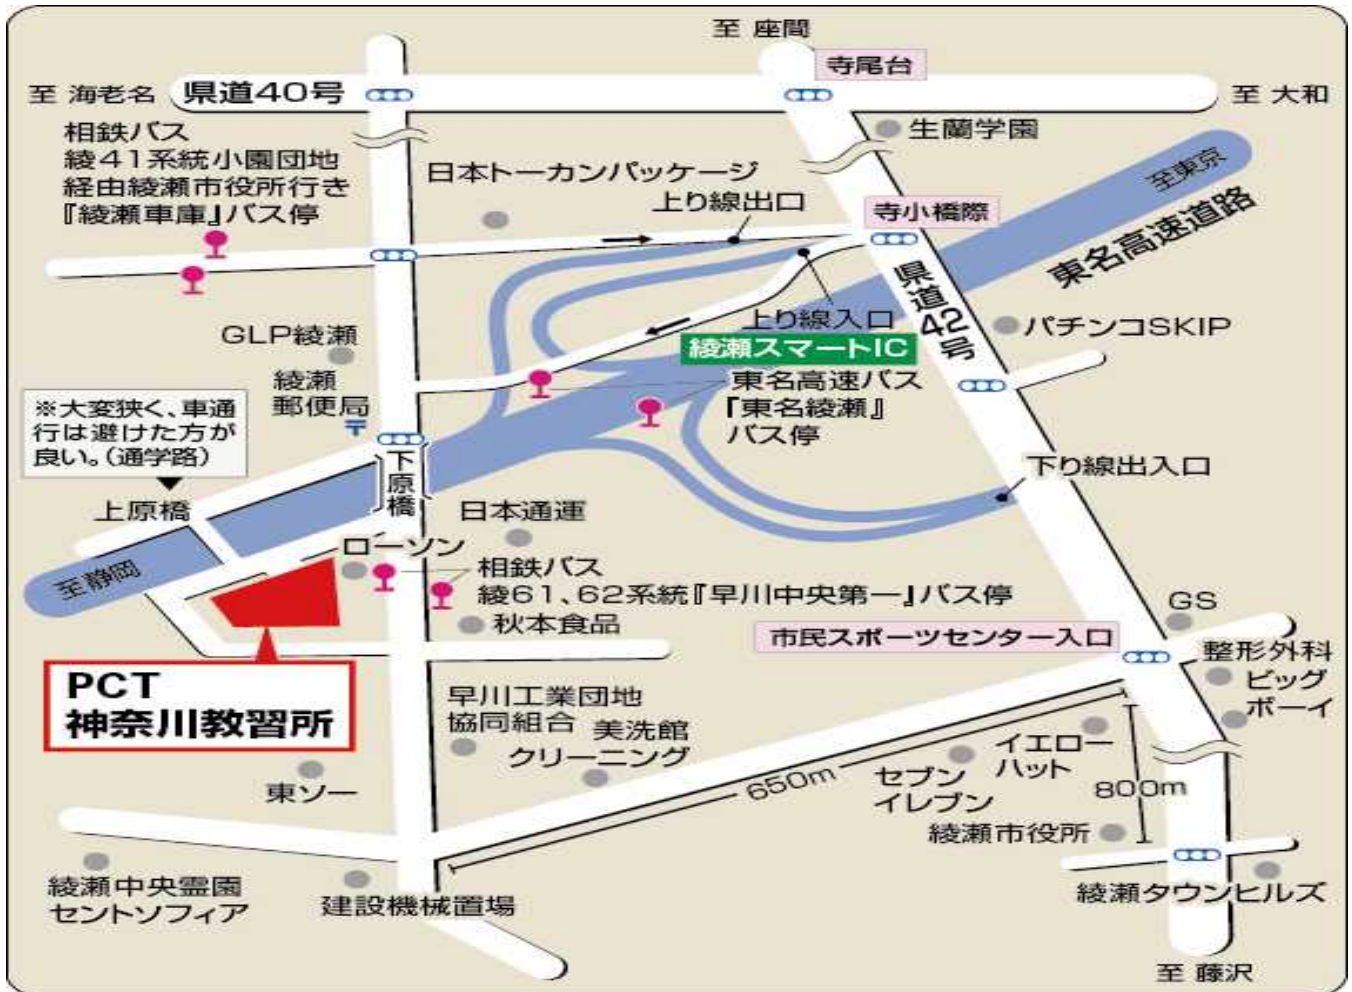 至 座間
寺尾台
至 海老名
県道40号
至 大和
相鉄バス
綾41系統小園団地
経由綾瀬市役所行き
『綾瀬車庫』バス停
生蘭学園
日本トーカンパッケージ
上り線出口
至東京
寺小橋際
東名高速道路
県道42号
GLP綾瀬
上り線入口
パチンコSKIP
綾瀬スマートIC
綾瀬
郵便局
〒
東名高速バス
『東名綾瀬』
バス停
※大変狭く、車通
行は避けた方が
良い。(通学路)
下原橋
下り線出入口
上原橋
日本通運
ローソン
至静岡
相鉄バス
綾61、62系統『早川中央第一』バス停
GS
秋本食品
市民スポーツセンター入口
整形外科
ビッグ
ボーイ
PCT
神奈川教習所
早川工業団地
協同組合
美洗館
クリーニング
イエロー
ハット
東ソー
650m
セブン
イレブン
800m
綾瀬市役所
綾瀬中央霊園
セントソフィア
建設機械置場
綾瀬タウンヒルズ
至 藤沢